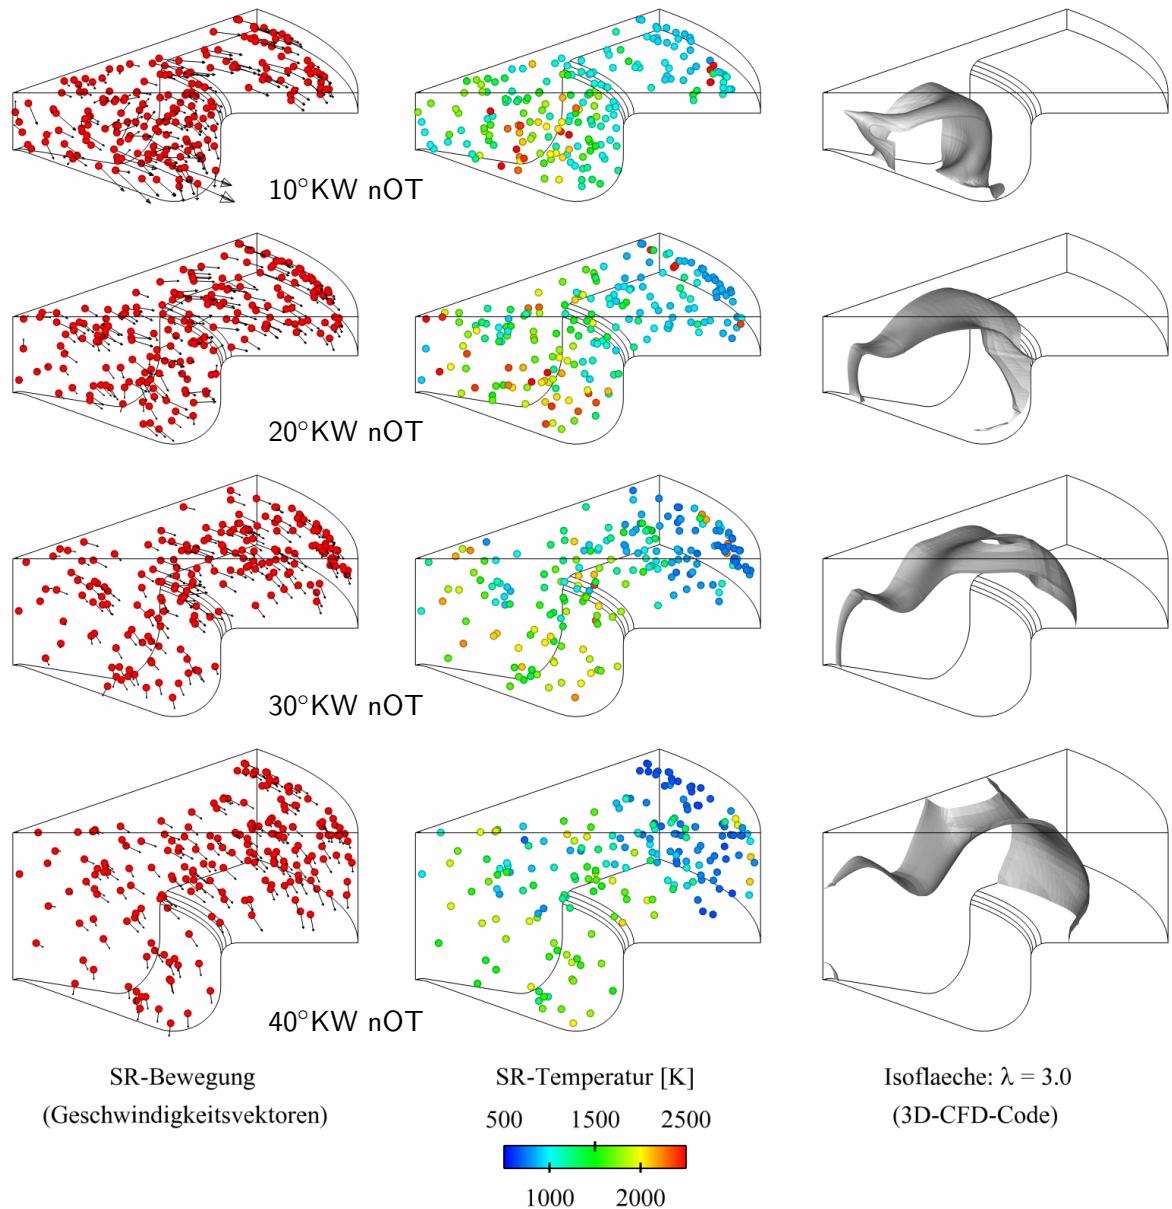 10°KW nOT
20°KW nOT
30°KW nOT
40°KW nOT
SR-Bewegung
(Geschwindigkeitsvektoren)
SR-Temperatur [K]
500 1500 2500
1000 2000
Isoflaeche: λ = 3.0
(3D-CFD-Code)